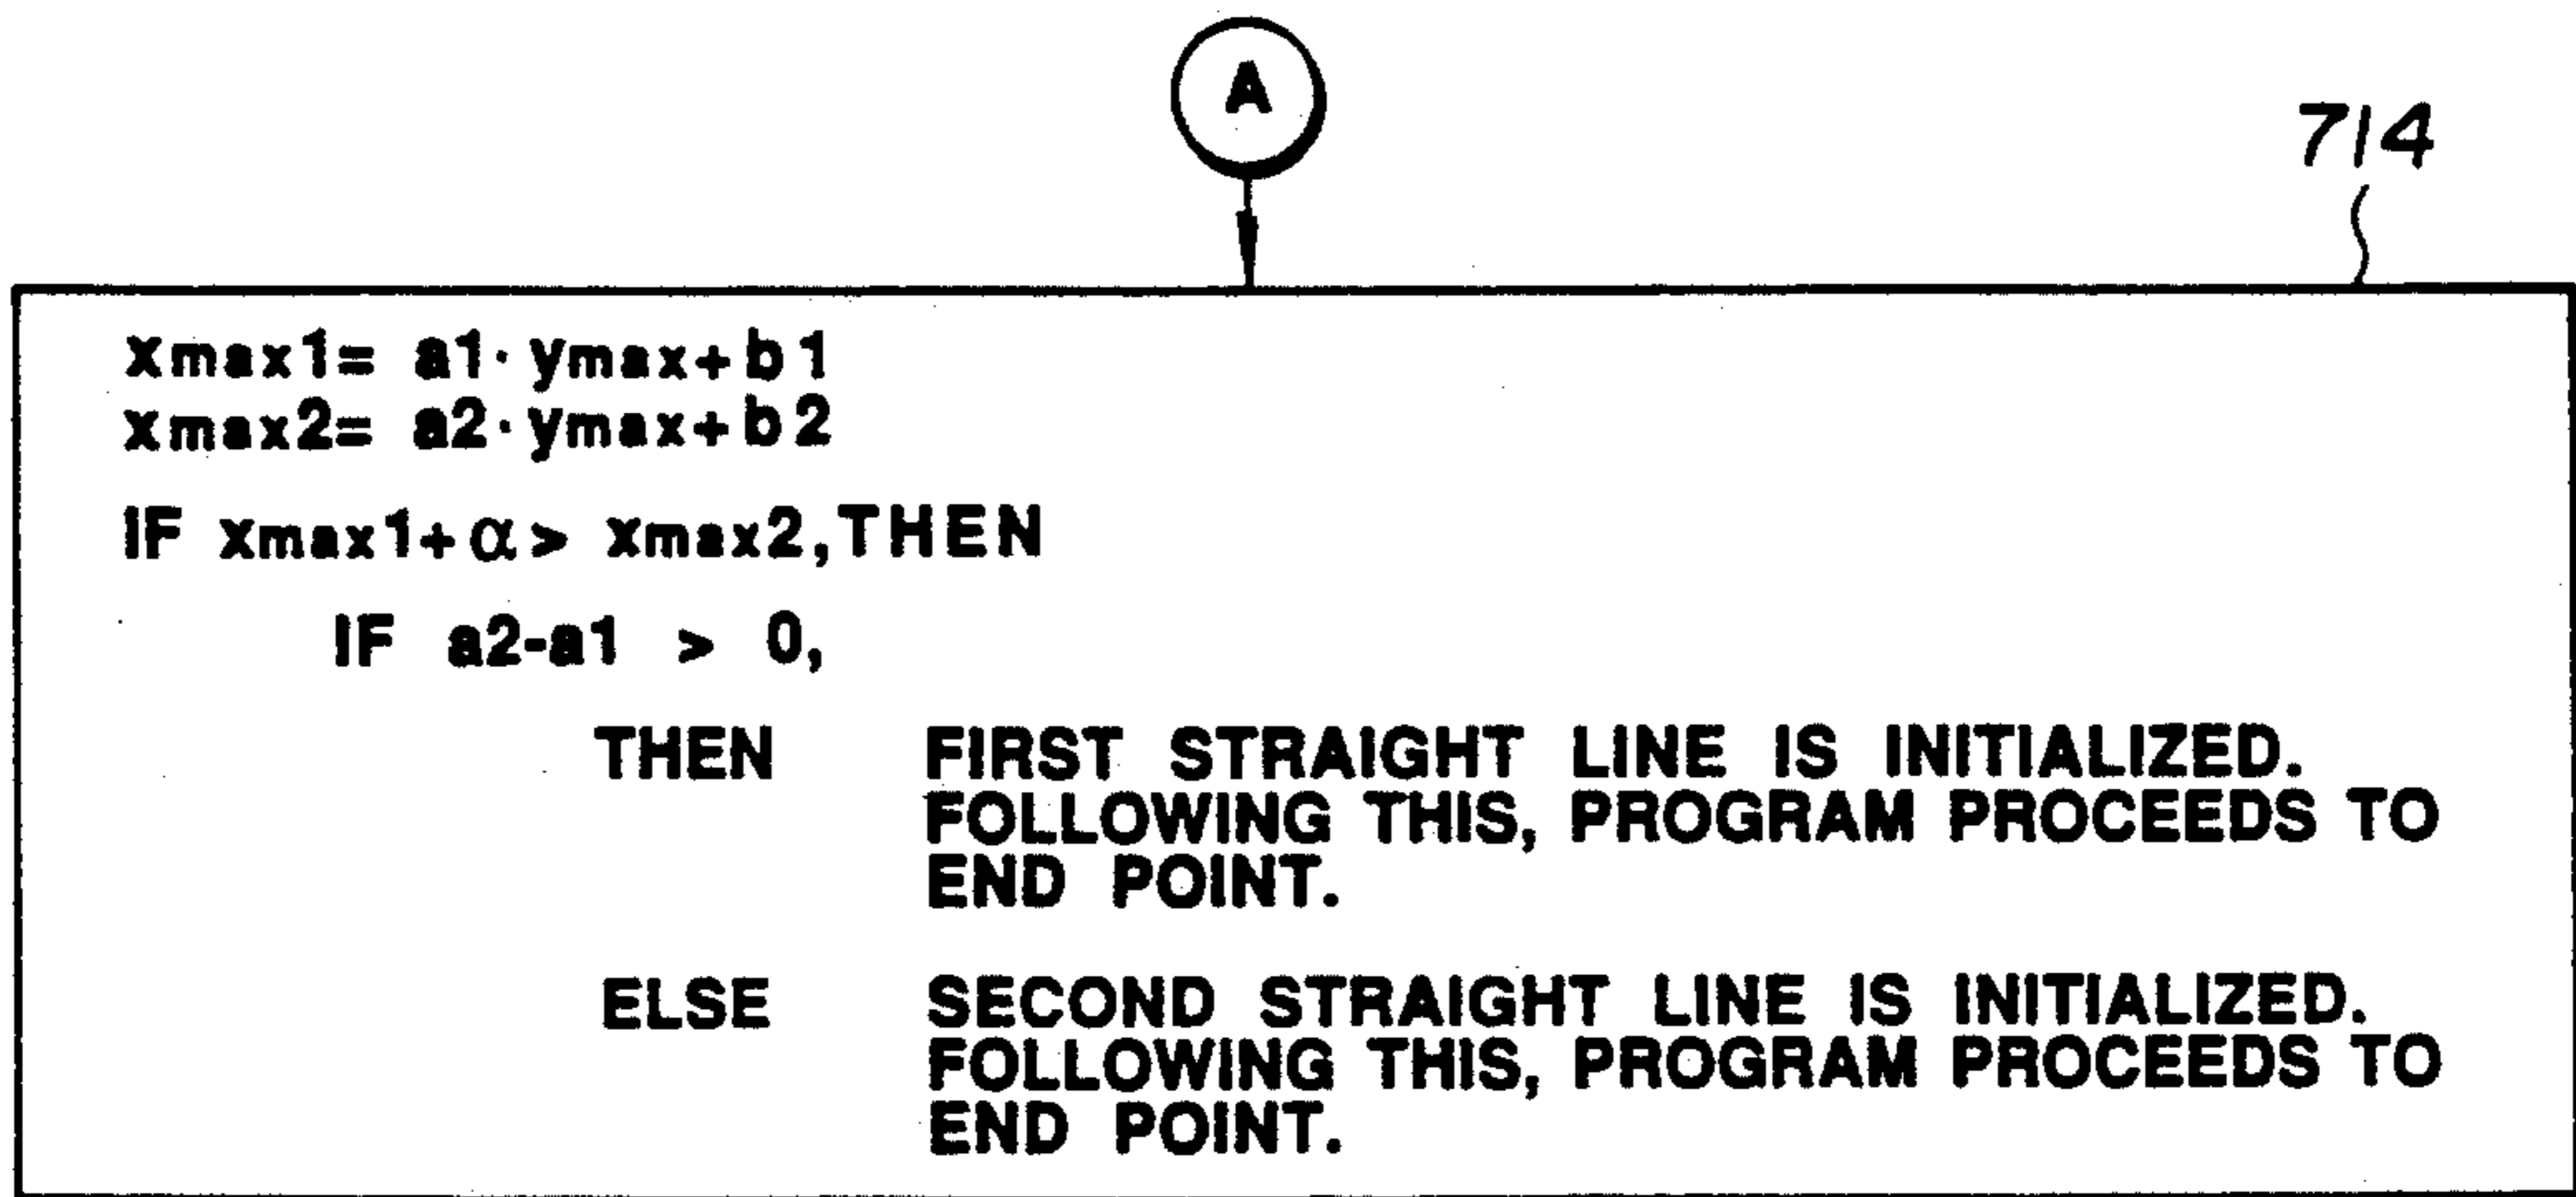 A
714
xmax1= a1·ymax+b1
xmax2= a2·ymax+b2
IF xmax1+α> xmax2,THEN
IF a2-a1 > 0,
THEN FIRST STRAIGHT LINE IS INITIALIZED.
FOLLOWING THIS, PROGRAM PROCEEDS TO
END POINT.
ELSE SECOND STRAIGHT LINE IS INITIALIZED.
FOLLOWING THIS, PROGRAM PROCEEDS TO
END POINT.